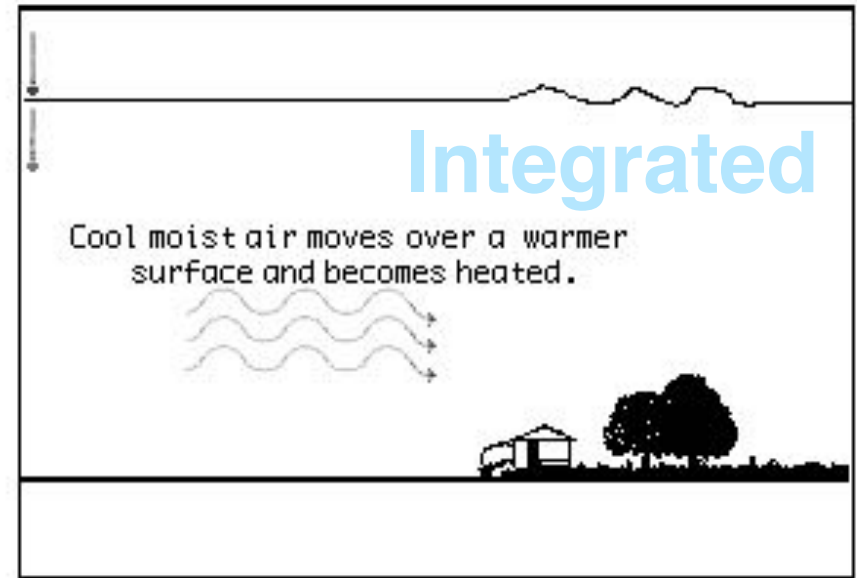 Integrated
Cool moist air moves over a warmer
surface and becomes heated.